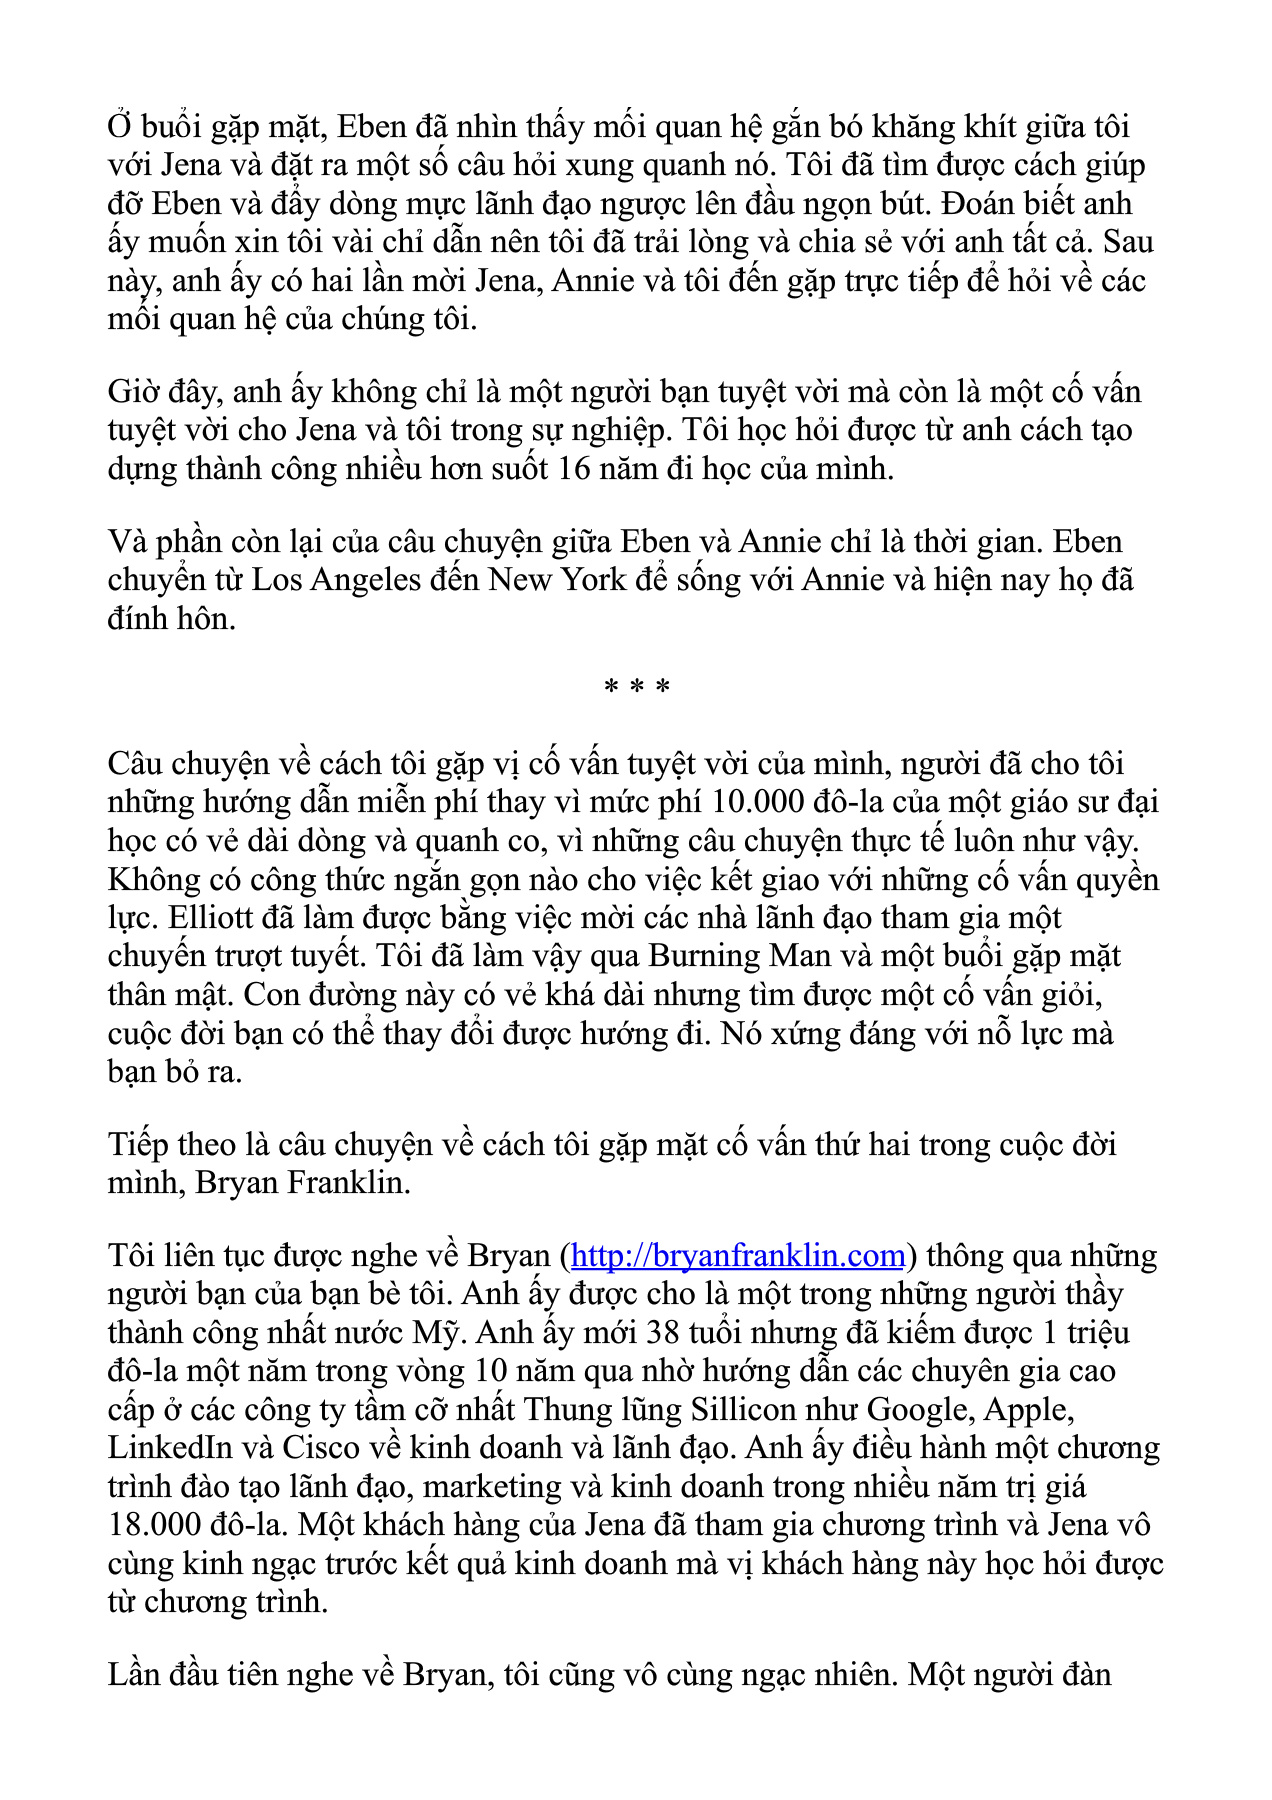 Ở buổi gặp mặt, Eben đã nhìn thấy mối quan hệ gắn bó khăng khít giữa tôi
với Jena và đặt ra một số câu hỏi xung quanh nó. Tôi đã tìm được cách giúp
đỡ Eben và đẩy dòng mực lãnh đạo ngược lên đầu ngọn bút. Đoán biết anh
ấy muốn xin tôi vài chỉ dẫn nên tôi đã trải lòng và chia sẻ với anh tất cả. Sau
này, anh ấy có hai lần mời Jena, Annie và tôi đến gặp trực tiếp để hỏi về các
mối quan hệ của chúng tôi.
Giờ đây, anh ấy không chỉ là một người bạn tuyệt vời mà còn là một cố vấn
tuyệt vời cho Jena và tôi trong sự nghiệp. Tôi học hỏi được từ anh cách tạo
dựng thành công nhiều hơn suốt 16 năm đi học của mình.
Và phần còn lại của câu chuyện giữa Eben và Annie chỉ là thời gian. Eben
chuyển từ Los Angeles đến New York để sống với Annie và hiện nay họ đã
đính hôn.
* * *
Câu chuyện về cách tôi gặp vị cố vấn tuyệt vời của mình, người đã cho tôi
những hướng dẫn miễn phí thay vì mức phí 10.000 đô-la của một giáo sư đại
học có vẻ dài dòng và quanh co, vì những câu chuyện thực tế luôn như vậy.
Không có công thức ngắn gọn nào cho việc kết giao với những cố vấn quyền
lực. Elliott đã làm được bằng việc mời các nhà lãnh đạo tham gia một
chuyến trượt tuyết. Tôi đã làm vậy qua Burning Man và một buổi gặp mặt
thân mật. Con đường này có vẻ khá dài nhưng tìm được một cố vấn giỏi,
cuộc đời bạn có thể thay đổi được hướng đi. Nó xứng đáng với nỗ lực mà
bạn bỏ ra.
Tiếp theo là câu chuyện về cách tôi gặp mặt cố vấn thứ hai trong cuộc đời
mình, Bryan Franklin.
Tôi liên tục được nghe về Bryan (http://bryanfranklin.com) thông qua những
người bạn của bạn bè tôi. Anh ấy được cho là một trong những người thầy
thành công nhất nước Mỹ. Anh ấy mới 38 tuổi nhưng đã kiếm được 1 triệu
đô-la một năm trong vòng 10 năm qua nhờ hướng dẫn các chuyên gia cao
cấp ở các công ty tầm cỡ nhất Thung lũng Sillicon như Google, Apple,
LinkedIn và Cisco về kinh doanh và lãnh đạo. Anh ấy điều hành một chương
trình đào tạo lãnh đạo, marketing và kinh doanh trong nhiều năm trị giá
18.000 đô-la. Một khách hàng của Jena đã tham gia chương trình và Jena vô
cùng kinh ngạc trước kết quả kinh doanh mà vị khách hàng này học hỏi được
từ chương trình.
Lần đầu tiên nghe về Bryan, tôi cũng vô cùng ngạc nhiên. Một người đàn